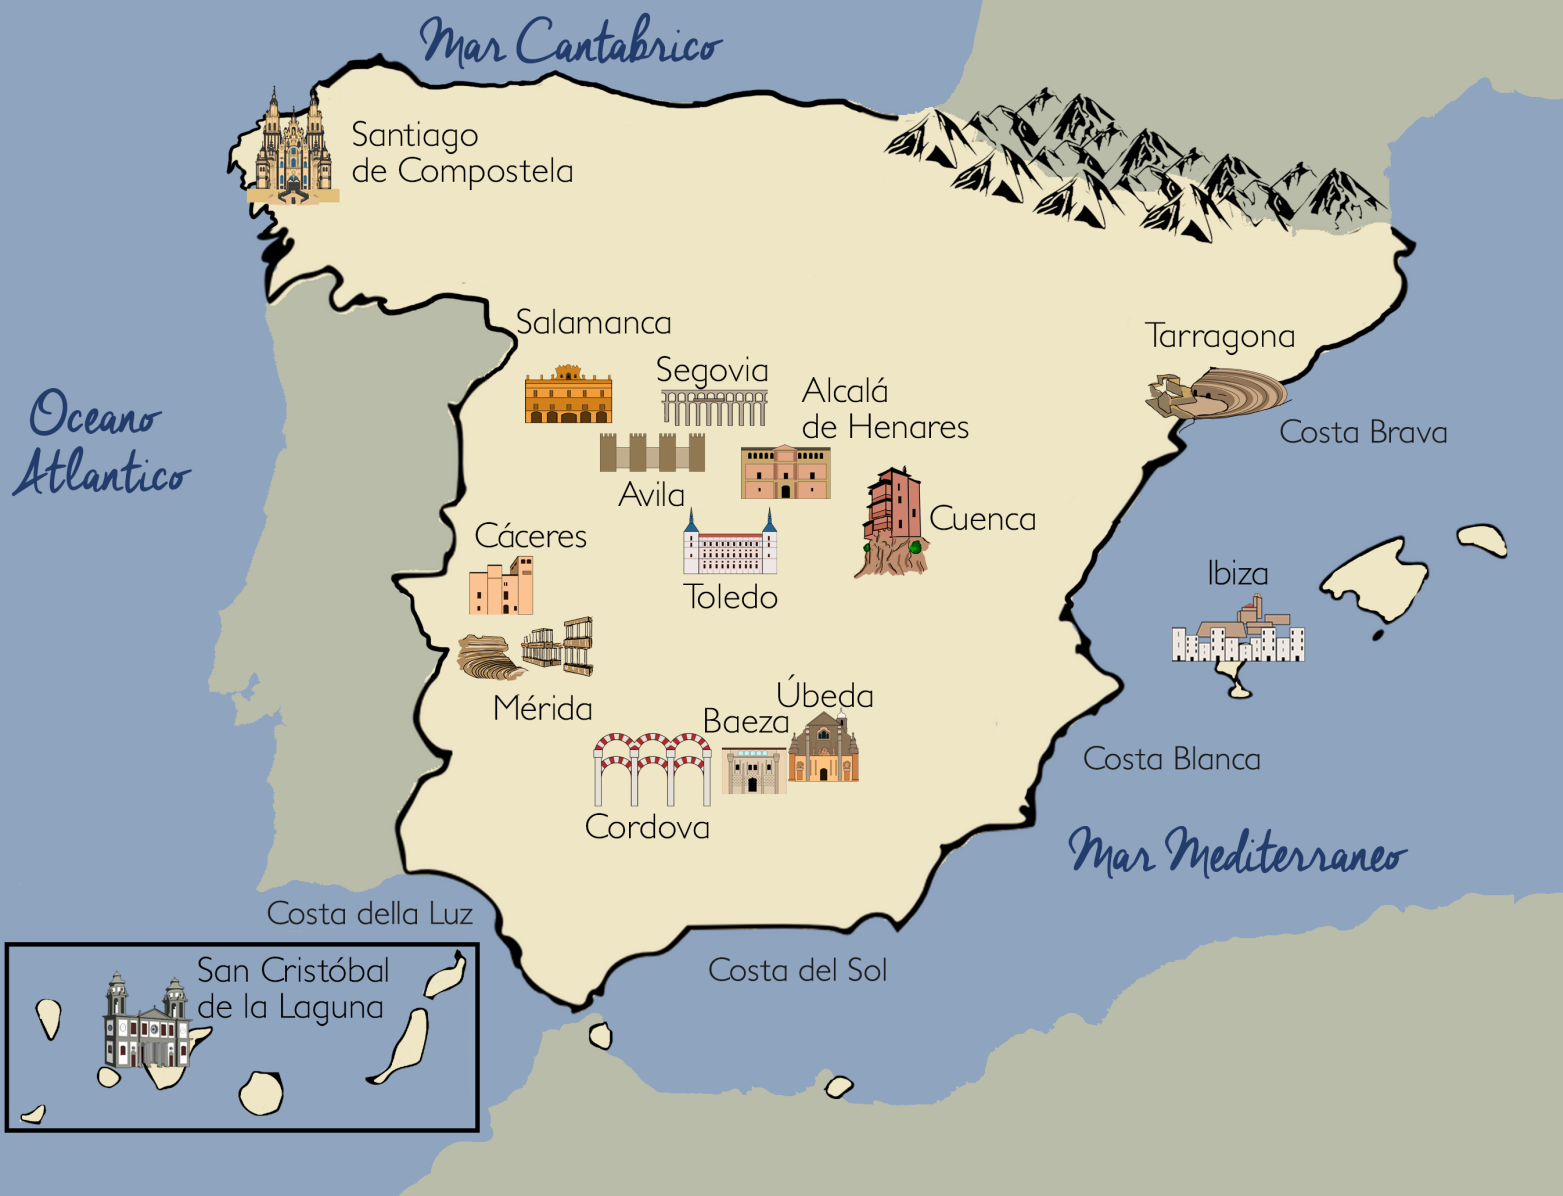 Mar Cantabrico
Santiago
de Compostela
Salamanca
Tarragona
Segovia
Alcalá
de Henares
Oceano
Atlantico
Costa Brava
Avila
Cuenca
Cáceres
Ibiza
Toledo
Mérida
Úbeda
Baeza
Costa Blanca
Cordova
Mar Mediterraneo
Costa della Luz
Costa del Sol
San Cristóbal
de la Laguna